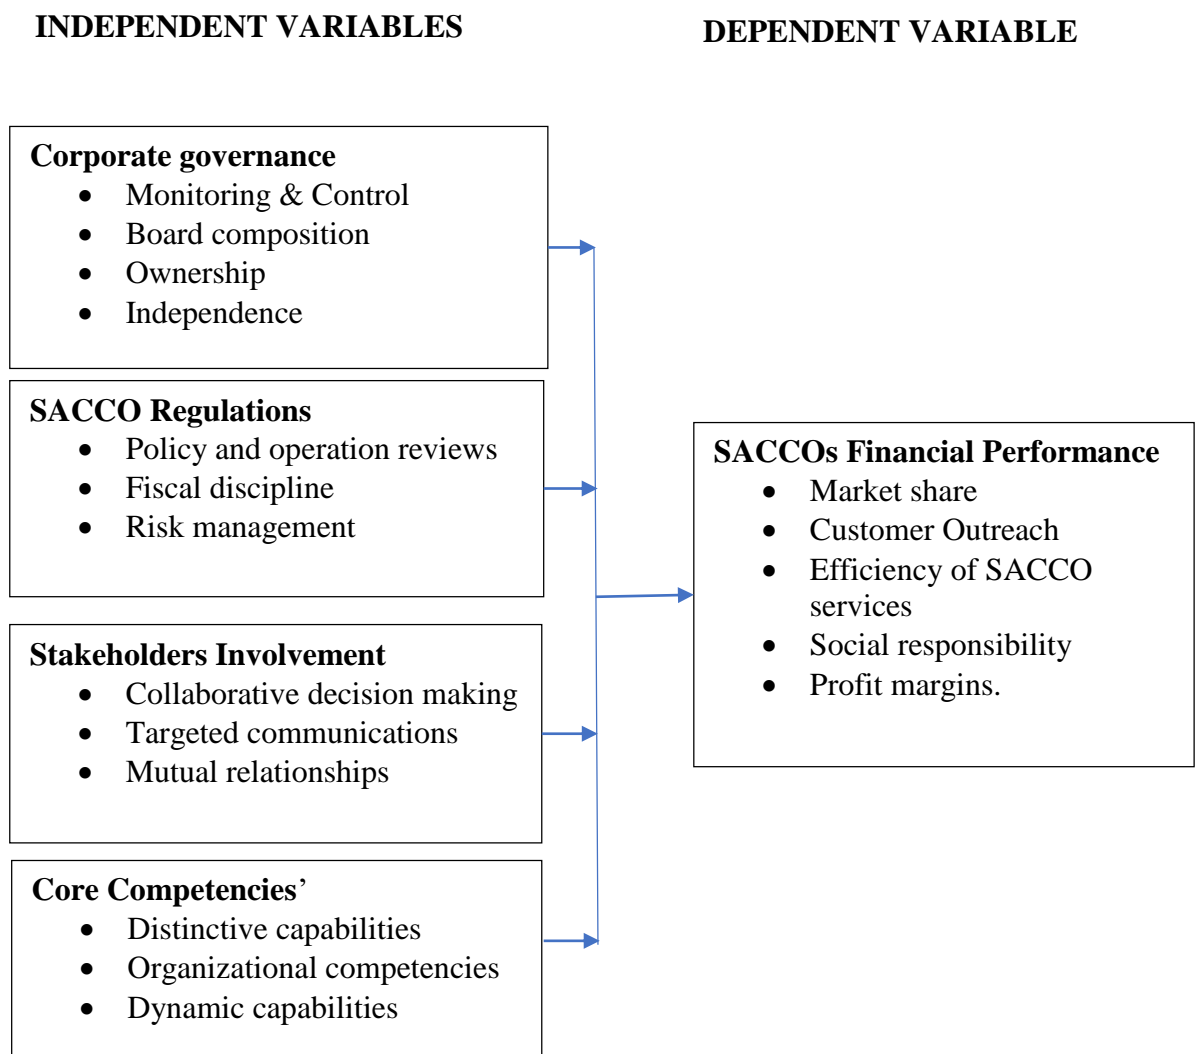 INDEPENDENT VARIABLES
DEPENDENT VARIABLE
Corporate governance
• Monitoring & Control
• Board composition
• Ownership
• Independence
SACCO Regulations
• Policy and operation reviews
• Fiscal discipline
• Risk management
Stakeholders Involvement
• Collaborative decision making
• Targeted communications
• Mutual relationships
Core Competencies’
• Distinctive capabilities
• Organizational competencies
• Dynamic capabilities
SACCOs Financial Performance
• Market share
• Customer Outreach
• Efficiency of SACCO
services
• Social responsibility
• Profit margins.